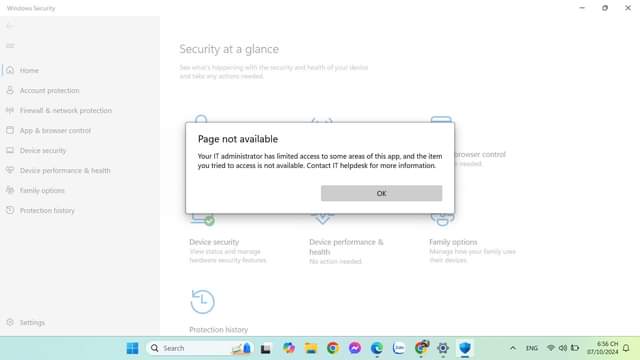 Windows Security
Security at a glance
See what's happening with the security and health of your device
and take any actions needed.
Home
Account protection
Firewall & network protection
App & browser control
Device security
Device performance & health
Family options
Protection history
Settings
Page not available
Your IT administrator has limited access to some areas of this app, and the item
you tried to access is not available. Contact IT helpdesk for more information.
OK
browser control
needed.
Device security
View status and manage
hardware security features.
Device performance &
health
No action needed.
Family options
Manage how your family uses
their devices.
Protection history
Search
ENG
6:56 CH
07/10/2024